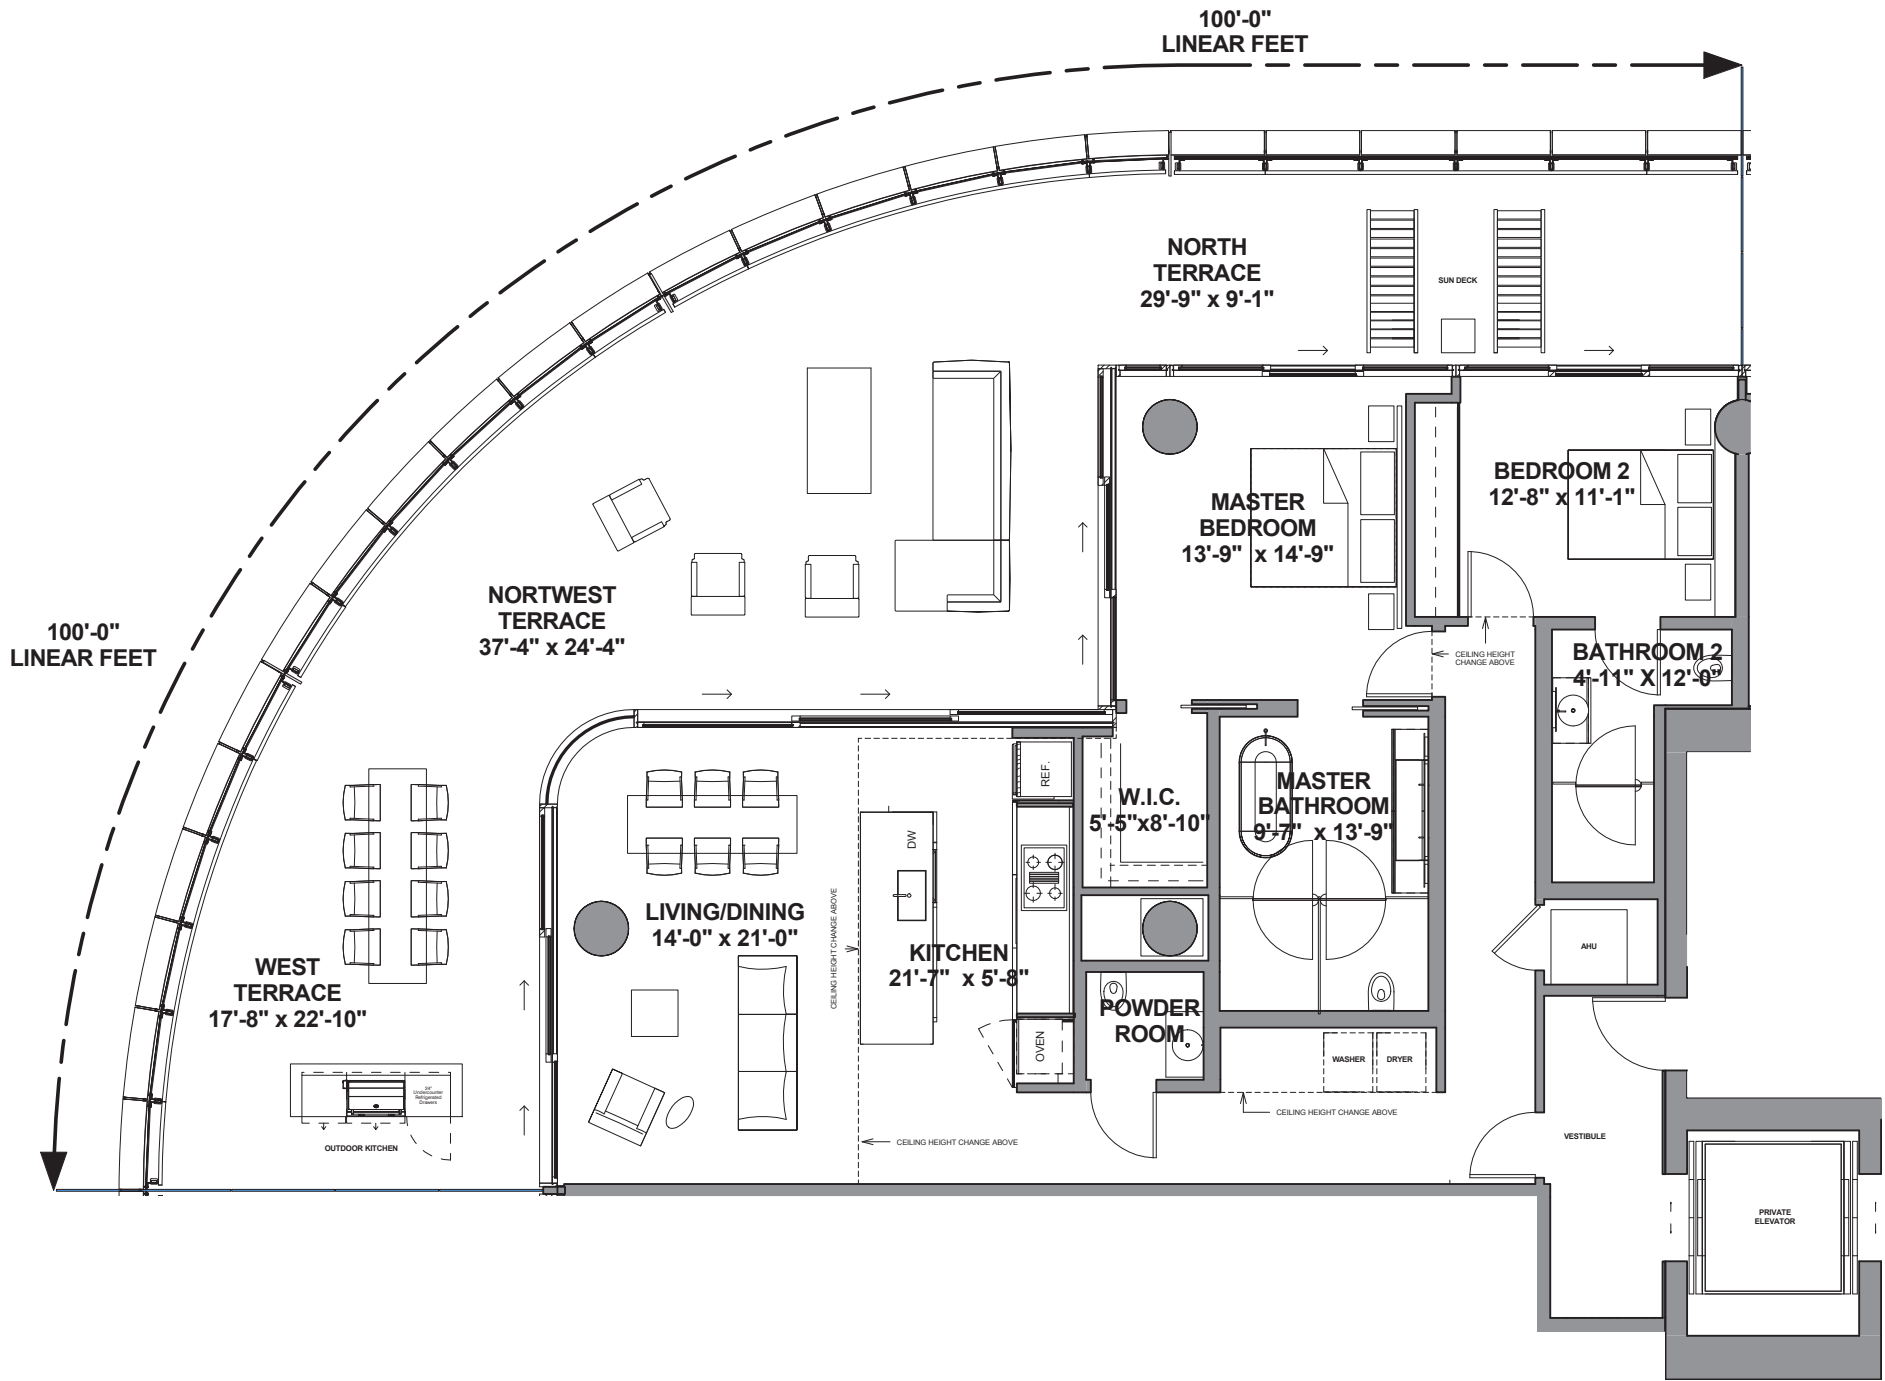 100'-0"
LINEAR FEET
NORTH
TERRACE
29'-9" x 9'-1"
SUN DECK
BEDROOM 2
12'-8" x 11'-1"
MASTER
BEDROOM
13'-9" x 14'-9"
NORTWEST
TERRACE
37'-4" x 24'-4"
100'-0"
LINEAR FEET
CEILING HEIGHT
CHANGE ABOVE
BATHROOM 2
4'-11" X 12'-0"
REF.
W.I.C.
5'-5"x8'-10"
MASTER
BATHROOM
9'-7" x 13'-9"
DW
LIVING/DINING
14'-0" x 21'-0"
CEILING HEIGHT CHANGE ABOVE
KITCHEN
21'-7" x 5'-8"
AHU
WEST
TERRACE
17'-8" x 22'-10"
POWDER
ROOM
OVEN
WASHER
DRYER
24"
Undercounter
Refrigerated
Drawers
OUTDOOR KITCHEN
CEILING HEIGHT CHANGE ABOVE
CEILING HEIGHT CHANGE ABOVE
VESTIBULE
PRIVATE
ELEVATOR